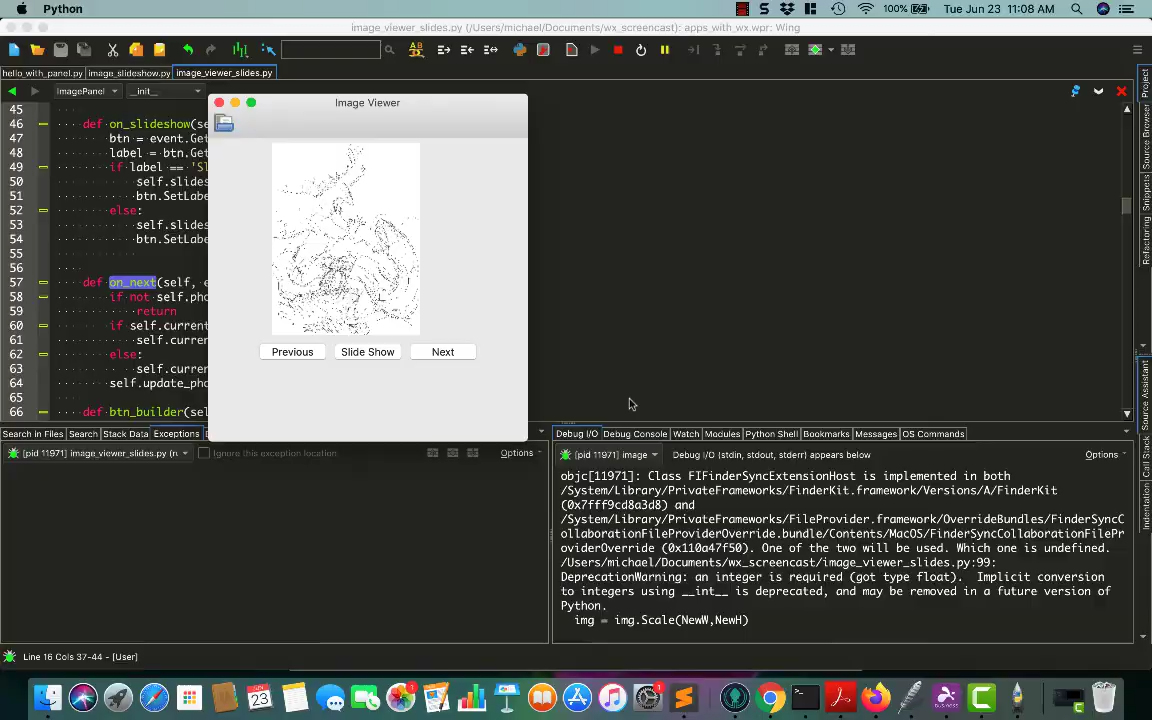 Python
100%
Tue Jun 23 11:08 AM
image_viewer_slides.py (/Users/michael/Documents/wx_screencast): apps_with_wx.wpr: Wing
hello_with_panel.py image_slideshow.py image_viewer_slides.py
ImagePanel __init__
45
46 def on_slideshow(se
47 btn = event.Get
48 label = btn.Get
49 if label == 'Sl
50 self.slides
51 btn.SetLabe
52 else:
53 self.slides
54 btn.SetLabe
55
56
57 def on_next(self, e
58 if not self.pho
59 return
60 if self.current
61 self.curren
62 else:
63 self.curren
64 self.update_pho
65
66 def btn_builder(sel
Image Viewer
Previous Slide Show Next
Project
Source Browser
Snippets
Refactoring
Source Assistant
Call Stack
Indentation
Search in Files Search Stack Data Exceptions
[pid 11971] image_viewer_slides.py (ru
Ignore this exception location
Options
Debug I/O Debug Console Watch Modules Python Shell Bookmarks Messages OS Commands
[pid 11971] image Debug I/O (stdin, stdout, stderr) appears below Options
objc[11971]: Class FIFinderSyncExtensionHost is implemented in both
/System/Library/PrivateFrameworks/FinderKit.framework/Versions/A/FinderKit
(0x7fff9cd8a3d8) and
/System/Library/PrivateFrameworks/FileProvider.framework/OverrideBundles/FinderSyncC
ollaborationFileProviderOverride.bundle/Contents/MacOS/FinderSyncCollaborationFilePr
oviderOverride (0x110a47f50). One of the two will be used. Which one is undefined.
/Users/michael/Documents/wx_screencast/image_viewer_slides.py:99:
DeprecationWarning: an integer is required (got type float).  Implicit conversion
to integers using __int__ is deprecated, and may be removed in a future version of
Python.
img = img.Scale(NewW,NewH)
Line 16 Cols 37-44 - [User]